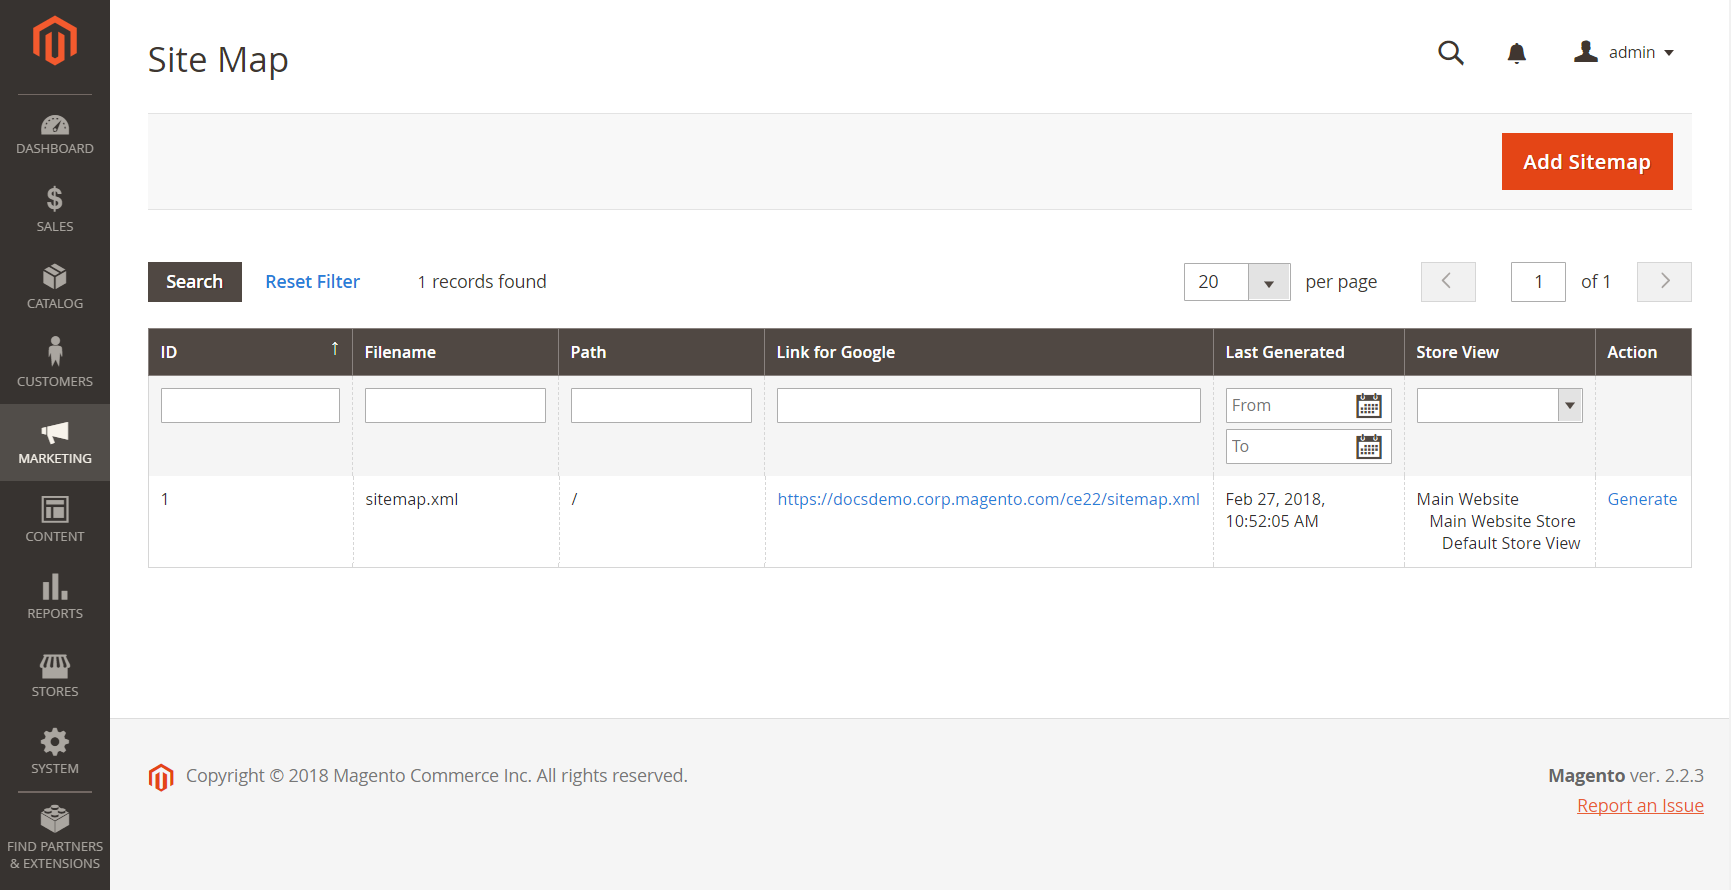 Site Map
admin
DASHBOARD
SALES
CATALOG
CUSTOMERS
MARKETING
CONTENT
REPORTS
STORES
SYSTEM
FIND PARTNERS
& EXTENSIONS
Add Sitemap
Search Reset Filter 1 records found 20 per page 1 of 1
ID ↑ Filename Path Link for Google Last Generated Store View Action
From
To
1 sitemap.xml / https://docsdemo.corp.magento.com/ce22/sitemap.xml Feb 27, 2018, Main Website Generate
10:52:05 AM Main Website Store
Default Store View
Copyright © 2018 Magento Commerce Inc. All rights reserved. Magento ver. 2.2.3
Report an Issue